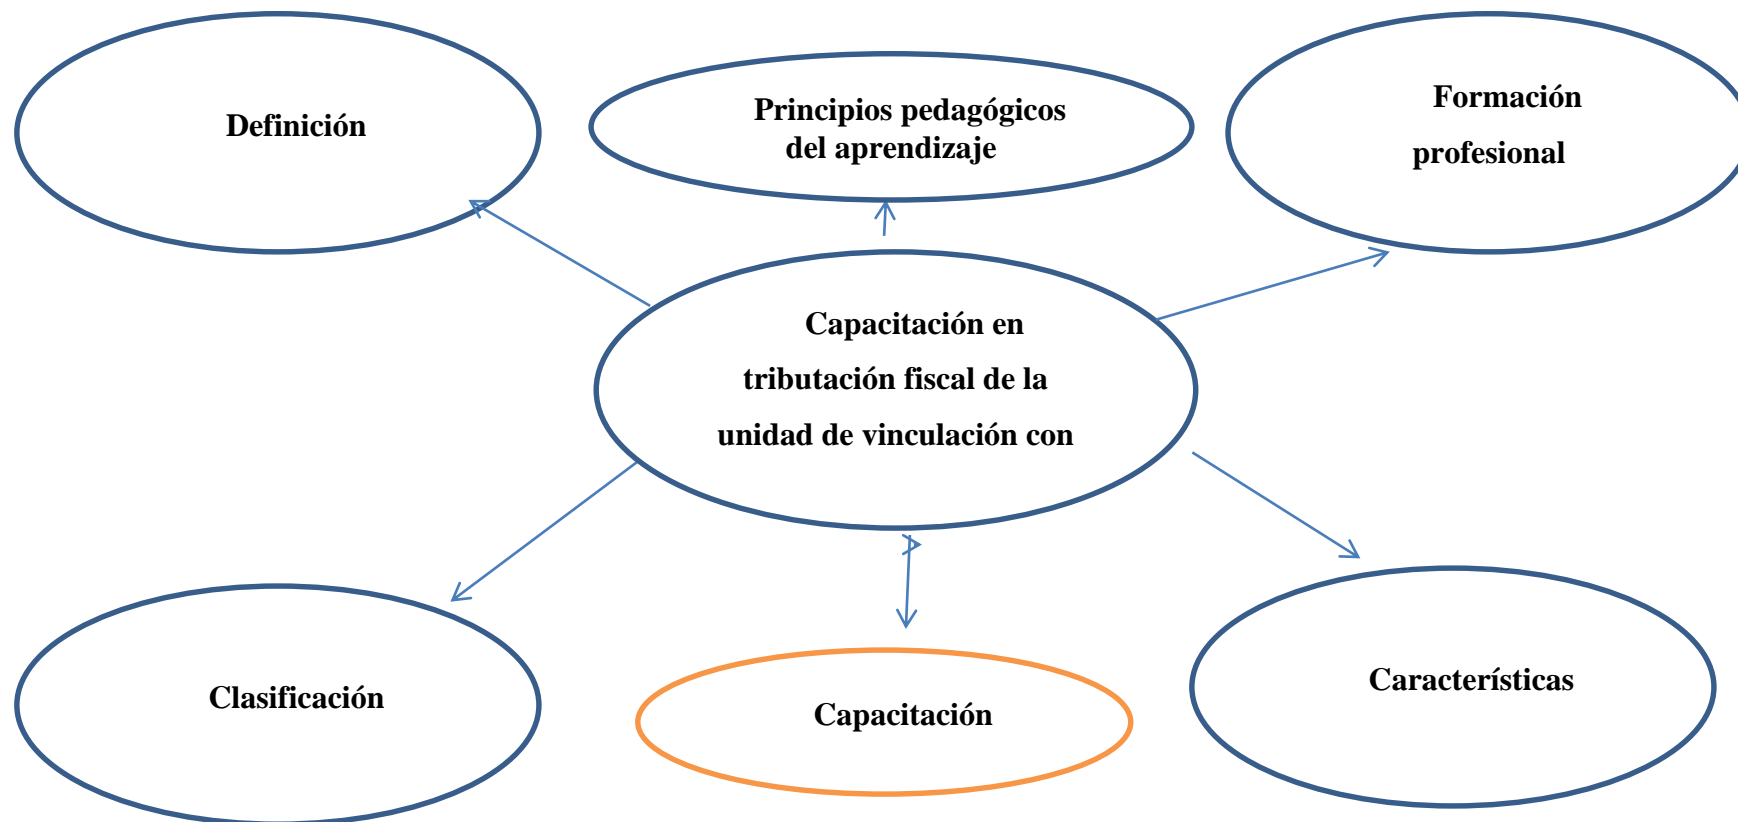 Definición
Principios pedagógicos
del aprendizaje
Formación
profesional
Capacitación en
tributación fiscal de la
unidad de vinculación con
Clasificación
Capacitación
Características